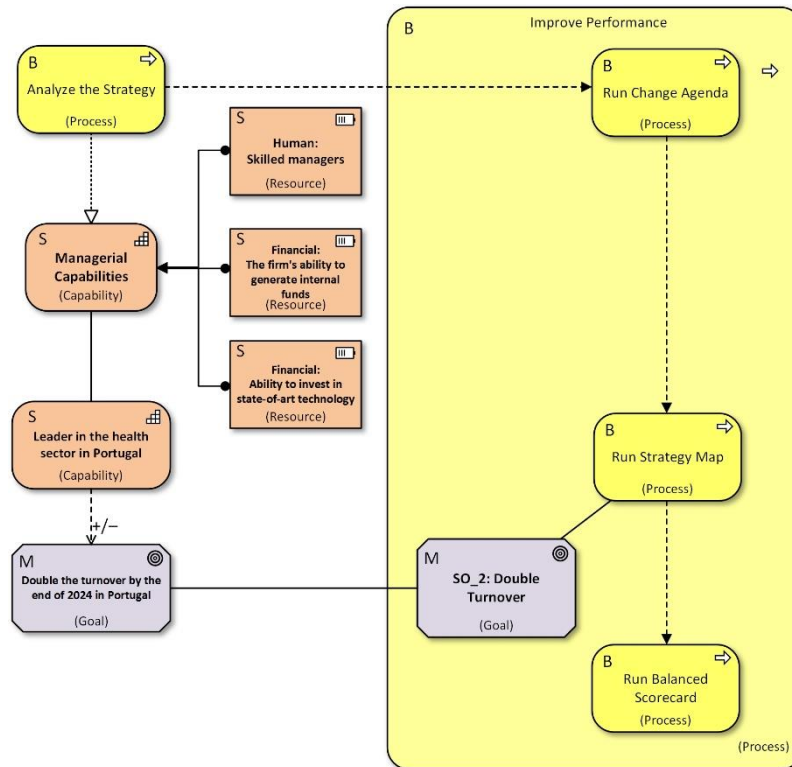 B
Improve Performance
B
Analyze the Strategy
(Process)
B
Run Change Agenda
(Process)
S
Human:
Skilled managers
(Resource)
S
Managerial
Capabilities
(Capability)
S
Financial:
The firm's ability to
generate internal
funds
(Resource)
S
Financial:
Ability to invest in
state-of-art technology
(Resource)
S
Leader in the health
sector in Portugal
(Capability)
B
Run Strategy Map
(Process)
+/−
M
Double the turnover by the
end of 2024 in Portugal
(Goal)
M
SO_2: Double
Turnover
(Goal)
B
Run Balanced
Scorecard
(Process)
(Process)